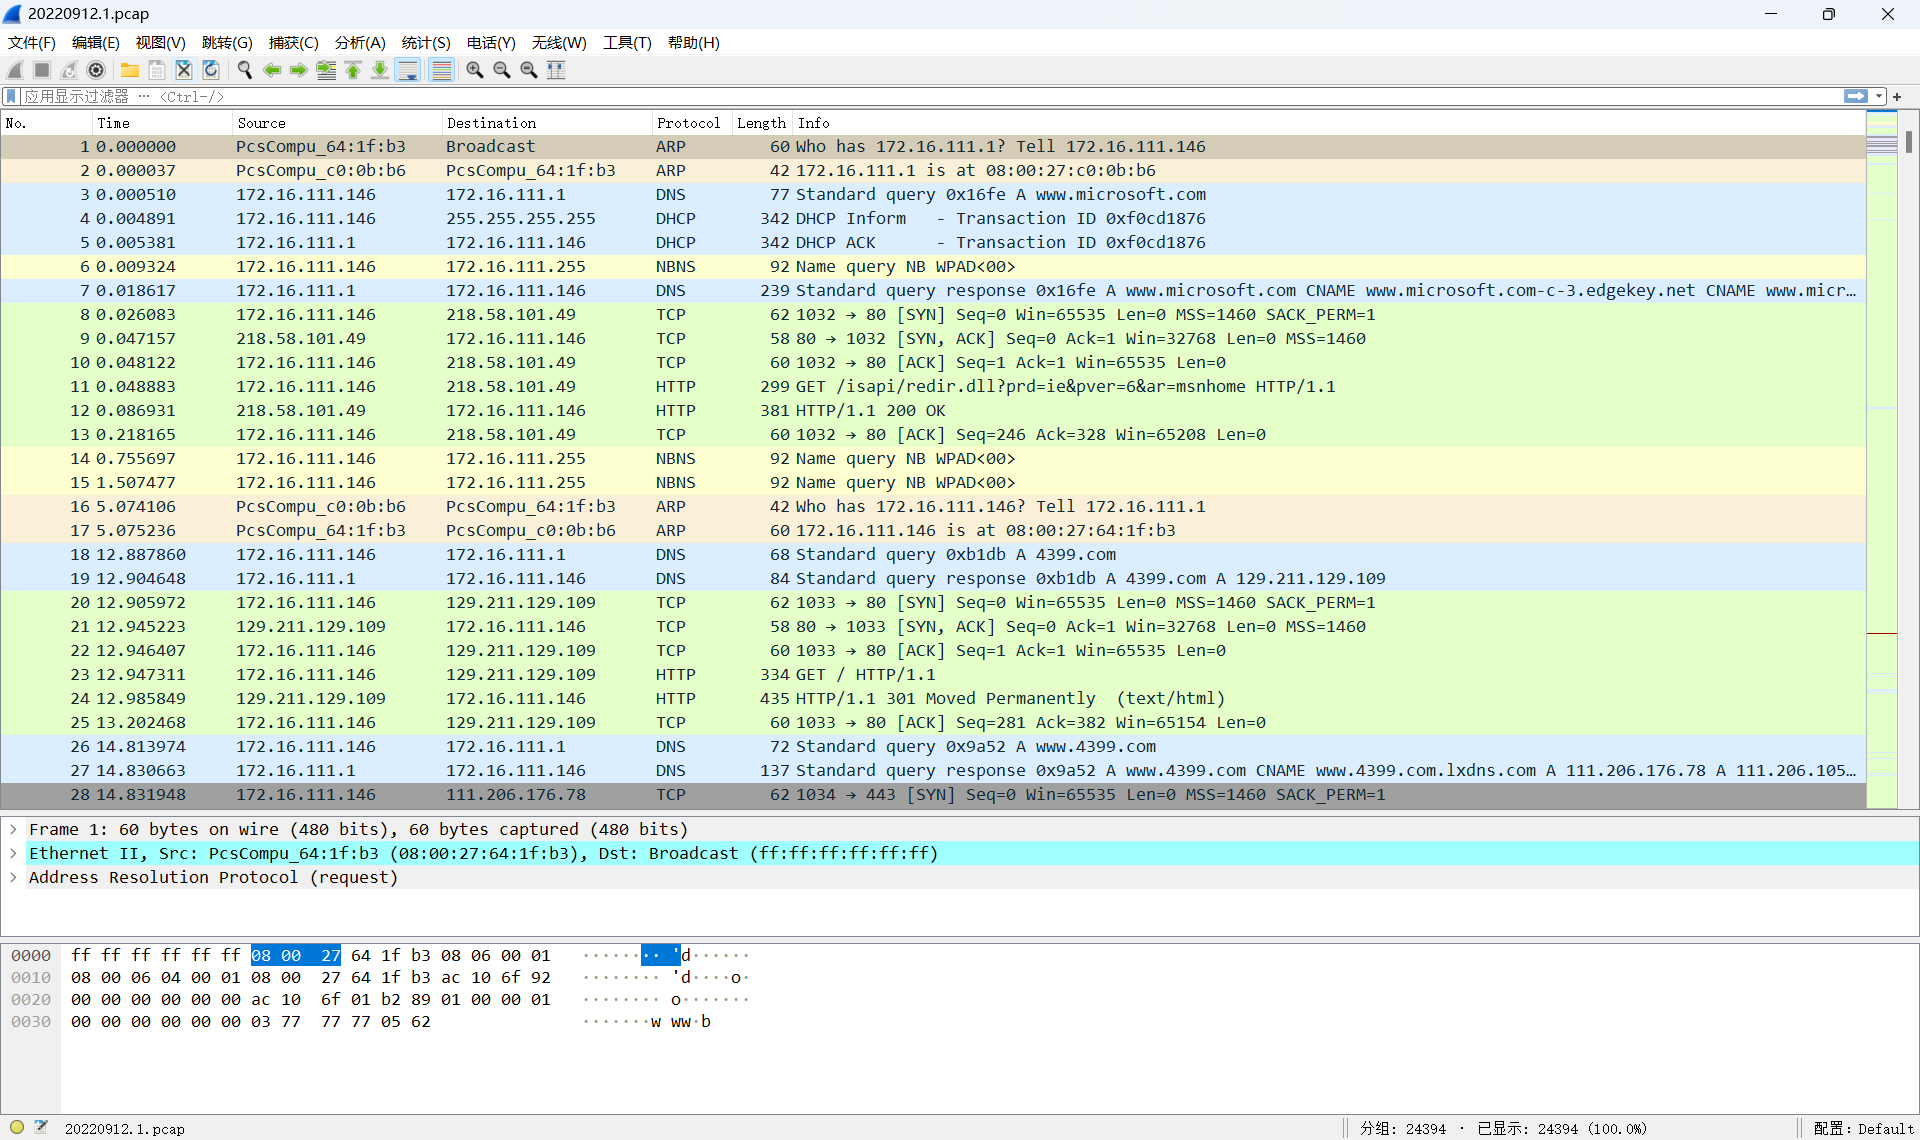 20220912.1.pcap
文件(F) 编辑(E) 视图(V) 跳转(G) 捕获(C) 分析(A) 统计(S) 电话(Y) 无线(W) 工具(T) 帮助(H)
应用显示过滤器 … <Ctrl-/>
No. Time Source Destination Protocol Length Info
1 0.000000 PcsCompu_64:1f:b3 Broadcast ARP 60 Who has 172.16.111.1? Tell 172.16.111.146
2 0.000037 PcsCompu_c0:0b:b6 PcsCompu_64:1f:b3 ARP 42 172.16.111.1 is at 08:00:27:c0:0b:b6
3 0.000510 172.16.111.146 172.16.111.1 DNS 77 Standard query 0x16fe A www.microsoft.com
4 0.004891 172.16.111.146 255.255.255.255 DHCP 342 DHCP Inform - Transaction ID 0xf0cd1876
5 0.005381 172.16.111.1 172.16.111.146 DHCP 342 DHCP ACK - Transaction ID 0xf0cd1876
6 0.009324 172.16.111.146 172.16.111.255 NBNS 92 Name query NB WPAD<00>
7 0.018617 172.16.111.1 172.16.111.146 DNS 239 Standard query response 0x16fe A www.microsoft.com CNAME www.microsoft.com-c-3.edgekey.net CNAME www.micr…
8 0.026083 172.16.111.146 218.58.101.49 TCP 62 1032 → 80 [SYN] Seq=0 Win=65535 Len=0 MSS=1460 SACK_PERM=1
9 0.047157 218.58.101.49 172.16.111.146 TCP 58 80 → 1032 [SYN, ACK] Seq=0 Ack=1 Win=32768 Len=0 MSS=1460
10 0.048122 172.16.111.146 218.58.101.49 TCP 60 1032 → 80 [ACK] Seq=1 Ack=1 Win=65535 Len=0
11 0.048883 172.16.111.146 218.58.101.49 HTTP 299 GET /isapi/redir.dll?prd=ie&pver=6&ar=msnhome HTTP/1.1
12 0.086931 218.58.101.49 172.16.111.146 HTTP 381 HTTP/1.1 200 OK
13 0.218165 172.16.111.146 218.58.101.49 TCP 60 1032 → 80 [ACK] Seq=246 Ack=328 Win=65208 Len=0
14 0.755697 172.16.111.146 172.16.111.255 NBNS 92 Name query NB WPAD<00>
15 1.507477 172.16.111.146 172.16.111.255 NBNS 92 Name query NB WPAD<00>
16 5.074106 PcsCompu_c0:0b:b6 PcsCompu_64:1f:b3 ARP 42 Who has 172.16.111.146? Tell 172.16.111.1
17 5.075236 PcsCompu_64:1f:b3 PcsCompu_c0:0b:b6 ARP 60 172.16.111.146 is at 08:00:27:64:1f:b3
18 12.887860 172.16.111.146 172.16.111.1 DNS 68 Standard query 0xb1db A 4399.com
19 12.904648 172.16.111.1 172.16.111.146 DNS 84 Standard query response 0xb1db A 4399.com A 129.211.129.109
20 12.905972 172.16.111.146 129.211.129.109 TCP 62 1033 → 80 [SYN] Seq=0 Win=65535 Len=0 MSS=1460 SACK_PERM=1
21 12.945223 129.211.129.109 172.16.111.146 TCP 58 80 → 1033 [SYN, ACK] Seq=0 Ack=1 Win=32768 Len=0 MSS=1460
22 12.946407 172.16.111.146 129.211.129.109 TCP 60 1033 → 80 [ACK] Seq=1 Ack=1 Win=65535 Len=0
23 12.947311 172.16.111.146 129.211.129.109 HTTP 334 GET / HTTP/1.1
24 12.985849 129.211.129.109 172.16.111.146 HTTP 435 HTTP/1.1 301 Moved Permanently (text/html)
25 13.202468 172.16.111.146 129.211.129.109 TCP 60 1033 → 80 [ACK] Seq=281 Ack=382 Win=65154 Len=0
26 14.813974 172.16.111.146 172.16.111.1 DNS 72 Standard query 0x9a52 A www.4399.com
27 14.830663 172.16.111.1 172.16.111.146 DNS 137 Standard query response 0x9a52 A www.4399.com CNAME www.4399.com.lxdns.com A 111.206.176.78 A 111.206.105…
28 14.831948 172.16.111.146 111.206.176.78 TCP 62 1034 → 443 [SYN] Seq=0 Win=65535 Len=0 MSS=1460 SACK_PERM=1
Frame 1: 60 bytes on wire (480 bits), 60 bytes captured (480 bits)
Ethernet II, Src: PcsCompu_64:1f:b3 (08:00:27:64:1f:b3), Dst: Broadcast (ff:ff:ff:ff:ff:ff)
Address Resolution Protocol (request)
0000 ff ff ff ff ff ff 08 00 27 64 1f b3 08 06 00 01 ········ 'd······
0010 08 00 06 04 00 01 08 00 27 64 1f b3 ac 10 6f 92 ········ 'd····o·
0020 00 00 00 00 00 00 ac 10 6f 01 b2 89 01 00 00 01 ········ o·······
0030 00 00 00 00 00 00 03 77 77 77 05 62 ·······w ww·b
20220912.1.pcap 分组: 24394 · 已显示: 24394 (100.0%) 配置: Default